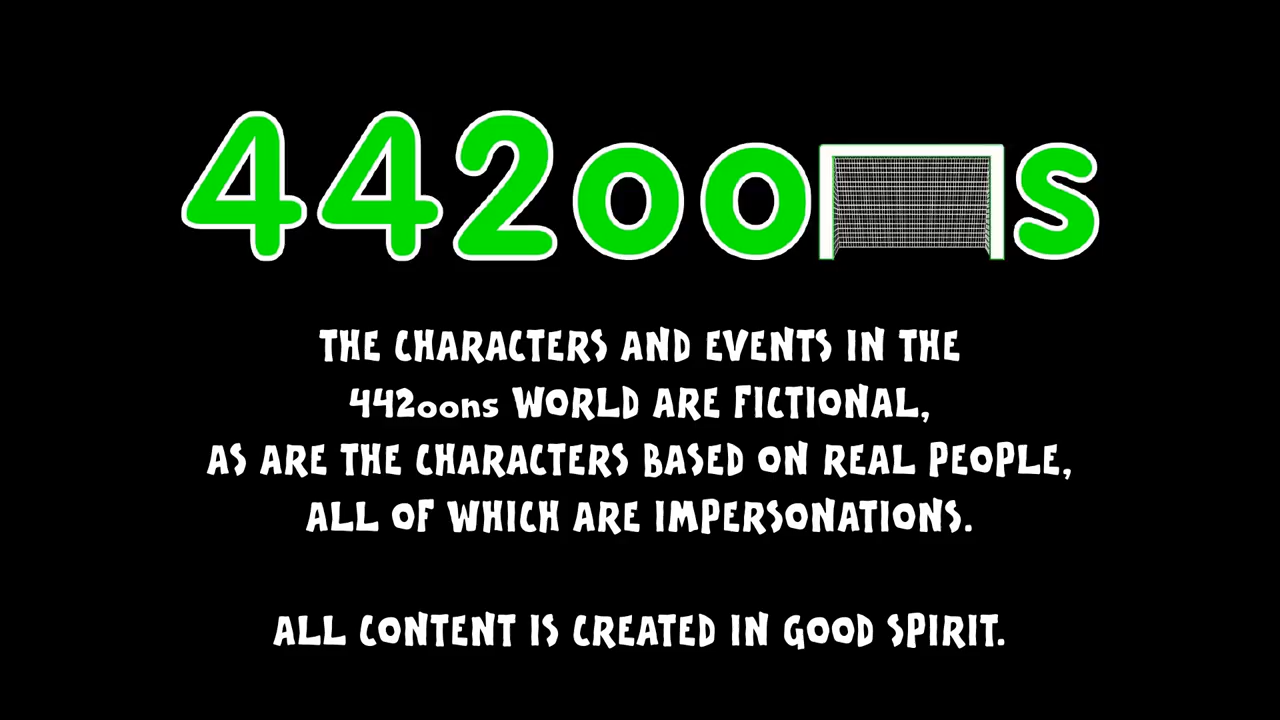 442oons
THE CHARACTERS AND EVENTS IN THE
442oons WORLD ARE FICTIONAL,
AS ARE THE CHARACTERS BASED ON REAL PEOPLE,
ALL OF WHICH ARE IMPERSONATIONS.
ALL CONTENT IS CREATED IN GOOD SPIRIT.